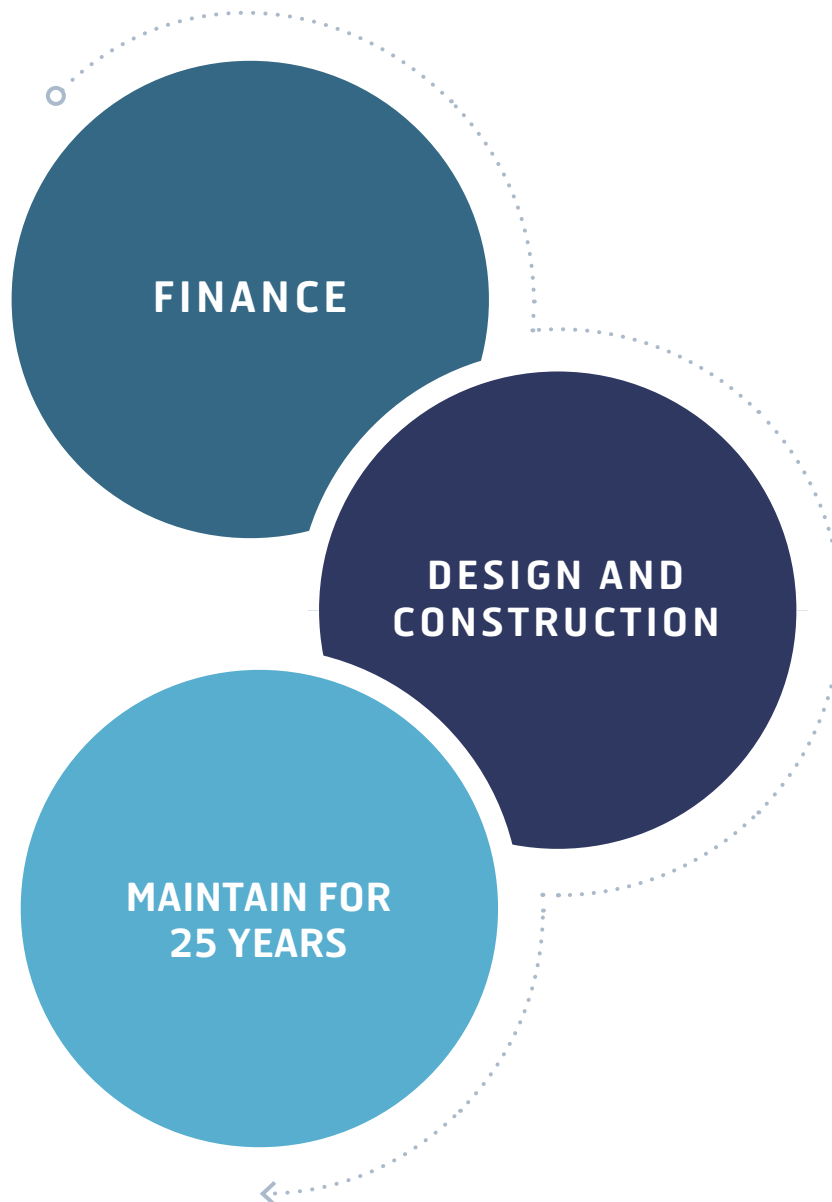 FINANCE
DESIGN AND
CONSTRUCTION
MAINTAIN FOR
25 YEARS